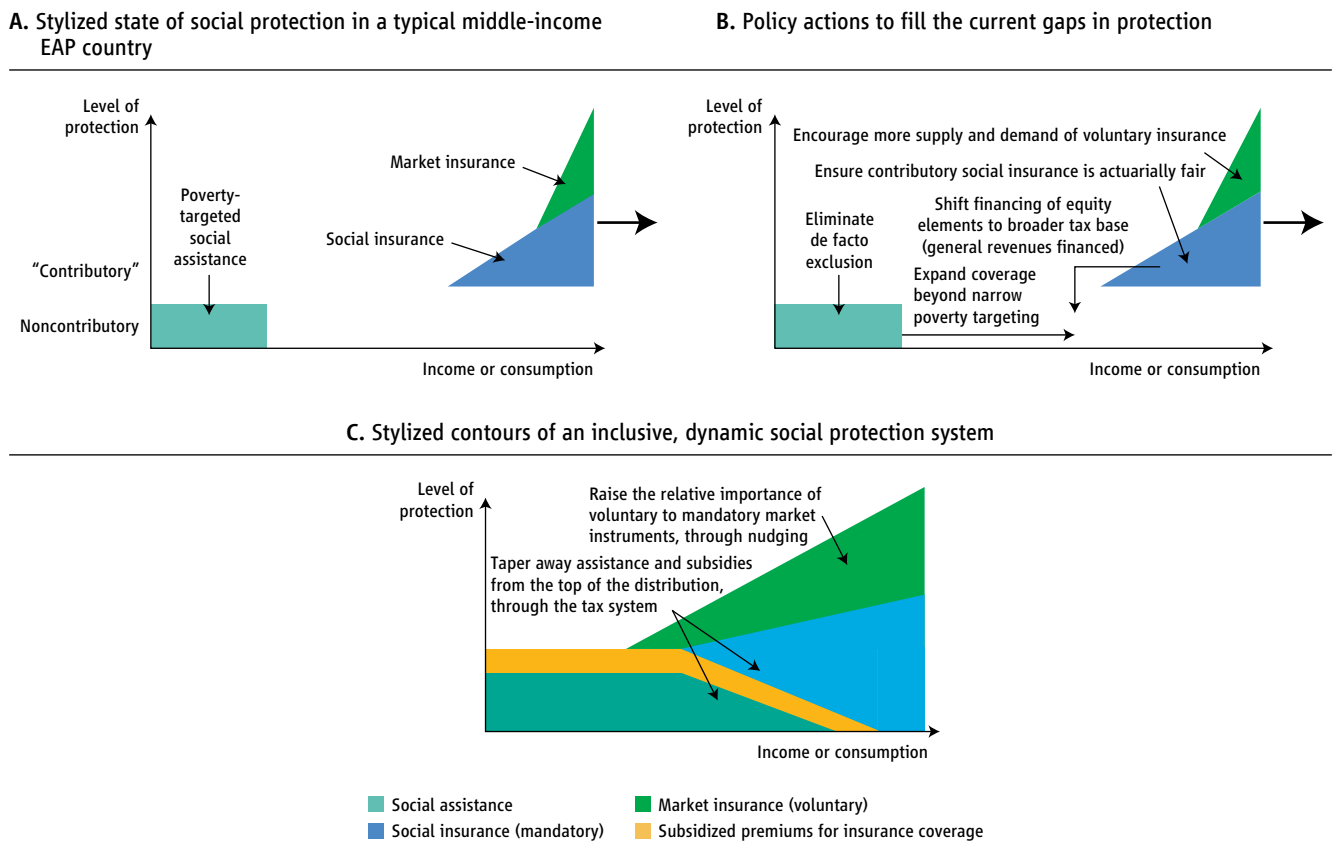 A. Stylized state of social protection in a typical middle-income
EAP country
Level of
protection
Market insurance
Poverty-
targeted
social
assistance
Social insurance
“Contributory”
Noncontributory
Income or consumption
B. Policy actions to fill the current gaps in protection
Level of
protection
Encourage more supply and demand of voluntary insurance
Ensure contributory social insurance is actuarially fair
Eliminate
de facto
exclusion
Shift financing of equity
elements to broader tax base
(general revenues financed)
Expand coverage
beyond narrow
poverty targeting
Income or consumption
C. Stylized contours of an inclusive, dynamic social protection system
Level of
protection
Raise the relative importance of
voluntary to mandatory market
instruments, through nudging
Taper away assistance and subsidies
from the top of the distribution,
through the tax system
Income or consumption
Social assistance
Social insurance (mandatory)
Market insurance (voluntary)
Subsidized premiums for insurance coverage